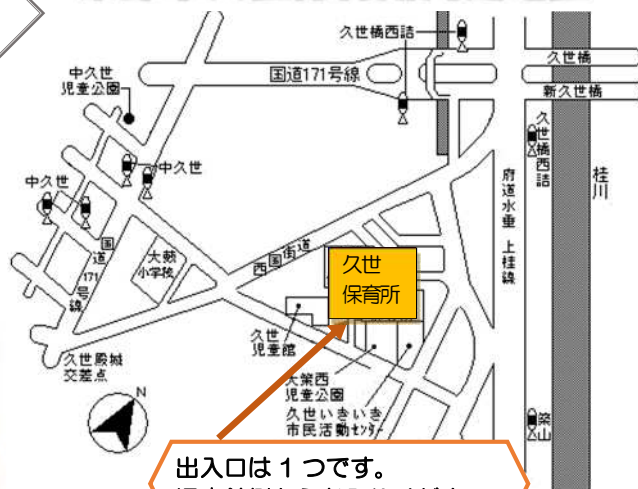 久世橋西詰
久世橋
国道171号線
新久世橋
中久世
児童公園
久世橋西詰
桂川
中久世
中久世
府道水垂上桂線
西国街道
大薮
小学校
国道171号線
久世
保育所
久世
児童館
久世殿城
交差点
大築西
児童公園
久世いきいき
市民活動センター
築山
N
出入口は1つです。